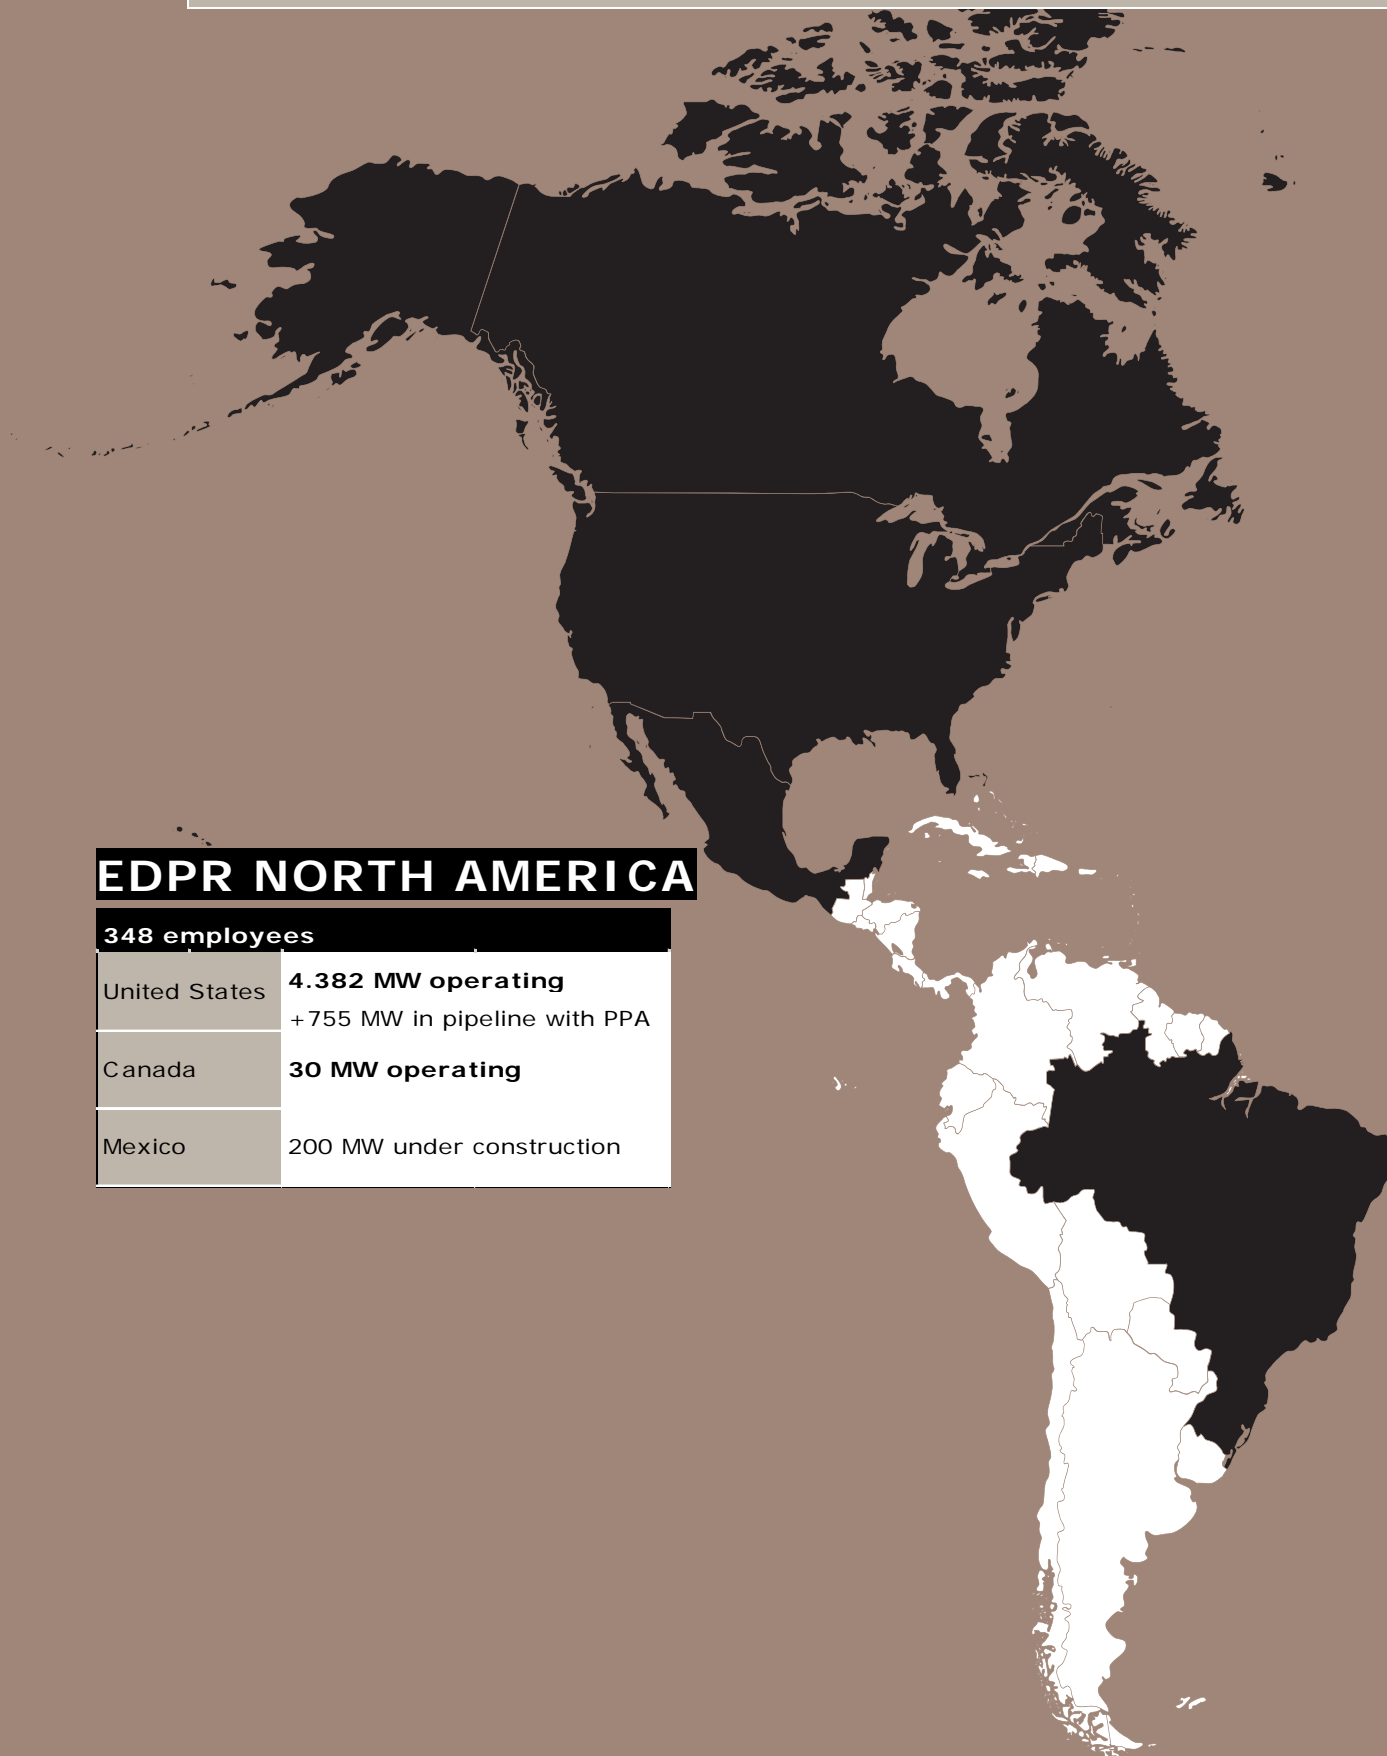 EDPR NORTH AMERICA
348 employees
United States
4.382 MW operating
+755 MW in pipeline with PPA
Canada
30 MW operating
Mexico
200 MW under construction